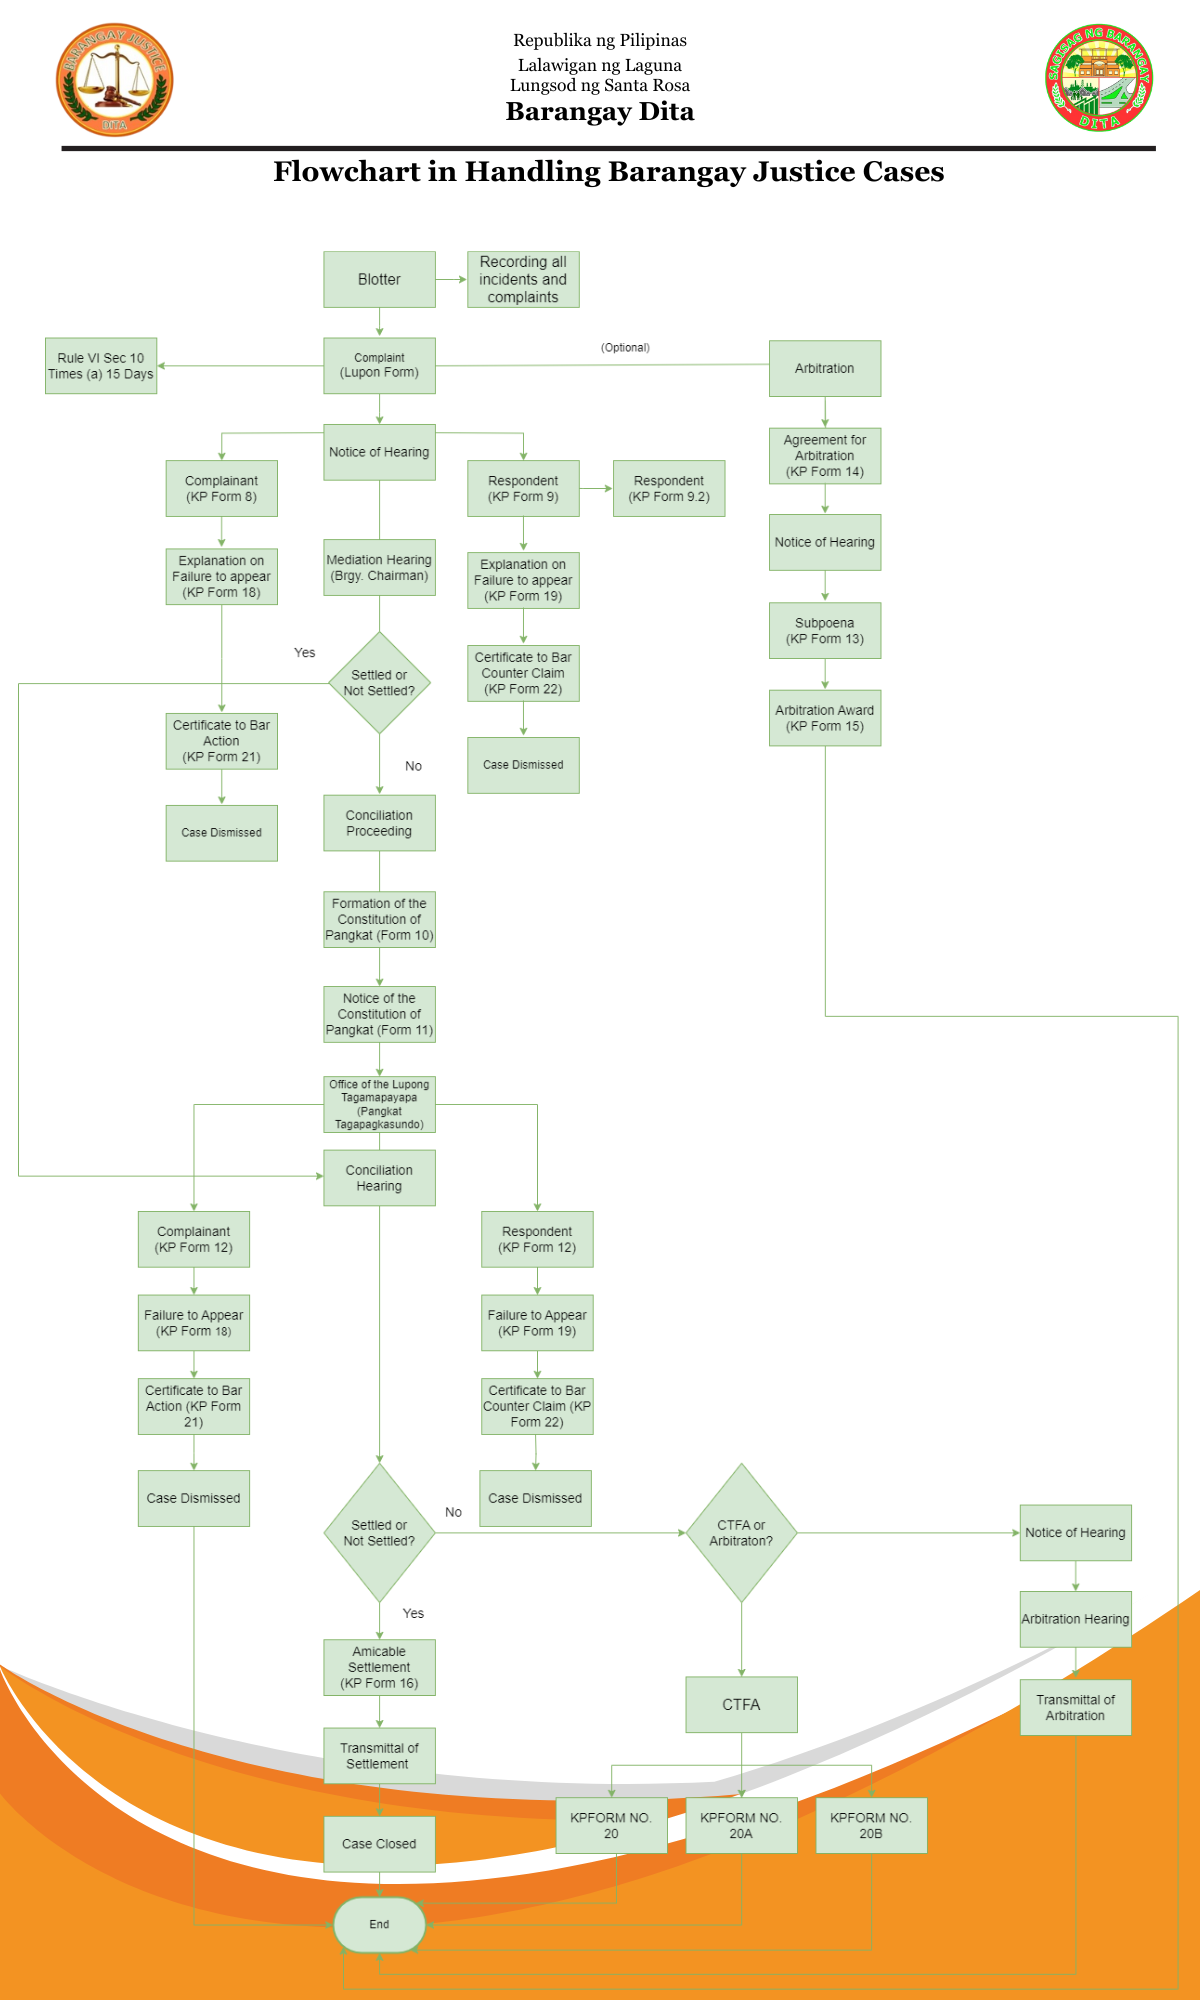 BARANGAY JUSTICE
DITA
Republika ng Pilipinas
Lalawigan ng Laguna
Lungsod ng Santa Rosa
Barangay Dita
SAGISAG NG BARANGAY
DITA
Flowchart in Handling Barangay Justice Cases
Blotter
Recording all
incidents and
complaints
Rule VI Sec 10
Times (a) 15 Days
Complaint
(Lupon Form)
(Optional)
Arbitration
Notice of Hearing
Agreement for
Arbitration
(KP Form 14)
Complainant
(KP Form 8)
Respondent
(KP Form 9)
Respondent
(KP Form 9.2)
Notice of Hearing
Explanation on
Failure to appear
(KP Form 18)
Mediation Hearing
(Brgy. Chairman)
Explanation on
Failure to appear
(KP Form 19)
Subpoena
(KP Form 13)
Yes
Settled or
Not Settled?
Certificate to Bar
Counter Claim
(KP Form 22)
Arbitration Award
(KP Form 15)
Certificate to Bar
Action
(KP Form 21)
No
Case Dismissed
Case Dismissed
Conciliation
Proceeding
Formation of the
Constitution of
Pangkat (Form 10)
Notice of the
Constitution of
Pangkat (Form 11)
Office of the Lupong
Tagamapayapa
(Pangkat
Tagapagkasundo)
Conciliation
Hearing
Complainant
(KP Form 12)
Respondent
(KP Form 12)
Failure to Appear
(KP Form 18)
Failure to Appear
(KP Form 19)
Certificate to Bar
Action (KP Form
21)
Certificate to Bar
Counter Claim (KP
Form 22)
Case Dismissed
Case Dismissed
Settled or
Not Settled?
No
CTFA or
Arbitraton?
Notice of Hearing
Yes
Arbitration Hearing
Amicable
Settlement
(KP Form 16)
CTFA
Transmittal of
Arbitration
Transmittal of
Settlement
Case Closed
KPFORM NO.
20
KPFORM NO.
20A
KPFORM NO.
20B
End